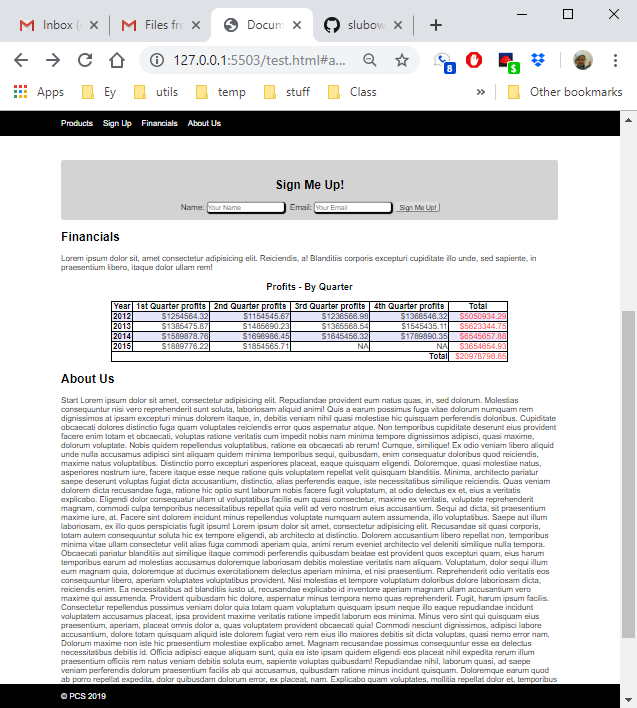 Inbox (
Files fro
Docum
slubow
127.0.0.1:5503/test.html#a...
8
$
Apps
Ey
utils
temp
stuff
Class
»
Other bookmarks
Products Sign Up Financials About Us
Sign Me Up!
Name: Your Name Email: Your Email Sign Me Up!
Financials
Lorem ipsum dolor sit, amet consectetur adipisicing elit. Reiciendis, a! Blanditiis corporis excepturi cupiditate illo unde, sed sapiente, in
praesentium libero, itaque dolor ullam rem!
Profits - By Quarter
Year 1st Quarter profits 2nd Quarter profits 3rd Quarter profits 4th Quarter profits Total
2012 $1254564.32 $1154545.67 $1236566.98 $1368546.32 $5050934.29
2013 $1385475.87 $1485690.23 $1365568.54 $1545435.11 $5623344.75
2014 $1589878.76 $1696986.45 $1645456.32 $1789890.35 $6545657.88
2015 $1889776.22 $1854565.71 NA NA $3654654.93
Total $20978798.85
About Us
Start Lorem ipsum dolor sit amet, consectetur adipisicing elit. Repudiandae provident eum natus quas, in, sed dolorum. Molestias
consequuntur nisi vero reprehenderit sunt soluta, laboriosam aliquid animi! Quis a earum possimus fuga vitae dolorum numquam rem
dignissimos at ipsam excepturi minus dolorem itaque, in, debitis veniam nihil quasi molestiae hic quisquam perferendis doloribus. Cupiditate
obcaecati dolores distinctio fuga quam voluptates reiciendis error quos aspernatur atque. Non temporibus cupiditate deserunt eius provident
facere enim totam et obcaecati, voluptas ratione veritatis cum impedit nobis nam minima tempore dignissimos adipisci, quasi maxime,
dolorum voluptate. Nobis quidem repellendus voluptatibus, ratione ea obcaecati ab rerum! Cumque, similique! Ex odio veniam libero aliquid
unde nulla accusamus adipisci sint aliquam quidem minima temporibus sequi, quibusdam, enim consequatur doloribus quod reiciendis,
maxime natus voluptatibus. Distinctio porro excepturi asperiores placeat, eaque quisquam eligendi. Doloremque, quasi molestiae natus,
asperiores nostrum iure, facere itaque esse neque ratione quis voluptatem repellat velit quisquam blanditiis. Minima, architecto pariatur
saepe deserunt voluptas fugiat dicta accusantium, distinctio, alias perferendis eaque, iste necessitatibus similique reiciendis. Quas veniam
dolorem dicta recusandae fuga, ratione hic optio sunt laborum nobis facere fugit voluptatum, at odio delectus ex et, eius a veritatis
explicabo. Eligendi dolor consequatur ullam ut voluptatibus facilis eum quasi consectetur, maxime ex veritatis, voluptate reprehenderit
magnam, commodi culpa temporibus necessitatibus repellat quia velit ad vero nostrum eius accusantium. Sequi ad dicta, sit praesentium
maxime iure, at. Facere sint dolorem incidunt minus repellendus voluptate numquam autem assumenda, illo voluptatibus. Saepe aut illum
laboriosam, ex illo quos perspiciatis fugit ipsum! Lorem ipsum dolor sit amet, consectetur adipisicing elit. Recusandae sit quasi corporis,
totam autem consequuntur soluta hic ex tempore eligendi, ab architecto at distinctio. Dolorem accusantium libero repellat non, temporibus
minima vitae ullam consectetur velit alias fuga commodi aperiam quia, animi rerum eveniet architecto vel deleniti similique nulla tempora.
Obcaecati pariatur blanditiis aut similique itaque commodi perferendis quibusdam beatae est provident quos excepturi quam, eius harum
temporibus earum ad molestias accusamus doloremque laboriosam debitis molestiae veritatis nam aliquam. Voluptatum, dolor sequi illum
eum magnam quia, doloremque at ducimus exercitationem delectus aperiam minima, et nisi praesentium. Reprehenderit odio veritatis eos
consequuntur libero, aperiam voluptates voluptatibus provident. Nisi molestias et tempore voluptatum doloribus dolore laboriosam dicta,
reiciendis enim. Ea necessitatibus ad blanditiis iusto ut, recusandae explicabo id inventore aperiam magnam ullam accusantium vero
maxime qui assumenda. Provident quibusdam hic dolore, aspernatur minus tempora nemo quas reprehenderit. Fugit, harum ipsum facilis.
Consectetur repellendus possimus veniam dolor quia totam quam voluptatum quisquam ipsum neque illo eaque repudiandae incidunt
voluptatem accusamus placeat, ipsa provident maxime veritatis ratione impedit laborum eos minima. Minus vero sint qui quisquam eius
praesentium, aperiam, placeat omnis dolor a, quas voluptatem provident obcaecati quia! Commodi nesciunt dignissimos, adipisci labore
accusantium, dolore totam quisquam aliquid iste dolorem fugiat vero rem eius illo maiores debitis sit dicta voluptas, quasi nemo error nam.
Dolorum maxime non iste hic praesentium molestiae explicabo amet. Magnam recusandae possimus consequuntur esse ea delectus
necessitatibus debitis id. Officia adipisci eaque aliquam sunt, quia ea iste ipsam quidem eligendi eos placeat nihil expedita rerum illum
praesentium officiis rem natus veniam debitis soluta eum, sapiente voluptas quibusdam! Repudiandae nihil, laborum quasi, ad saepe
veniam perferendis dolorum praesentium facilis ab qui accusamus, quibusdam incidunt quis quas possimus. Doloremque earum quod
ab porro repellat expedita, dolor quibusdam dolorum error, ex placeat, nam. Explicabo quam voluptates, mollitia repellat dolor et, temporibus
© PCS 2019